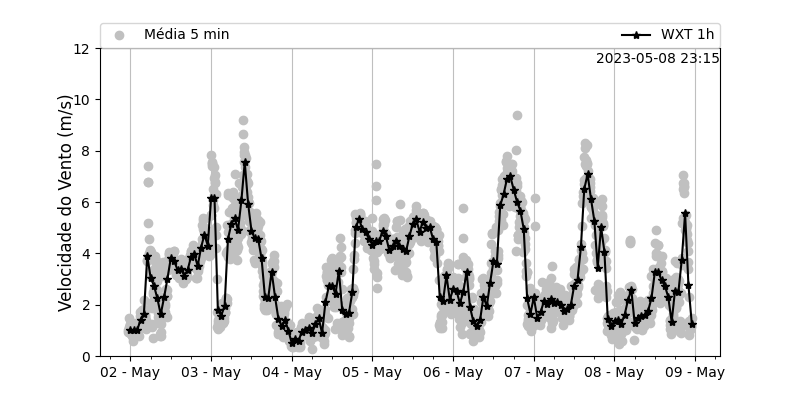 Média 5 min WXT 1h
2023-05-08 23:15
12
10
8
6
4
2
0
Velocidade do Vento (m/s)
02 - May 03 - May 04 - May 05 - May 06 - May 07 - May 08 - May 09 - May